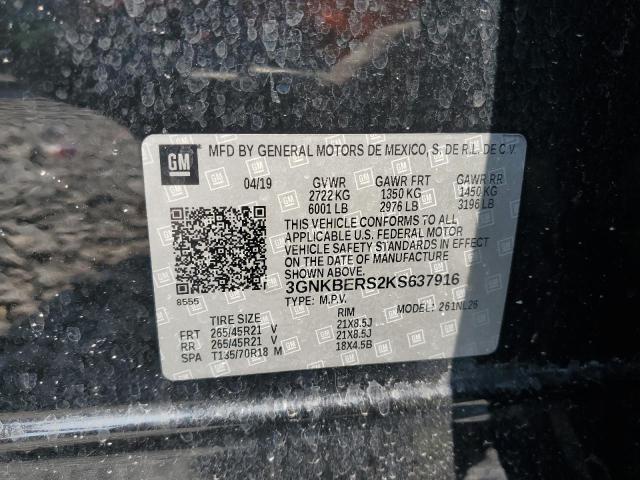 GM MFD BY GENERAL MOTORS DE MEXICO, S. DE R.L. DE C.V.
04/19 GVWR GAWR FRT GAWR RR
2722 KG 1350 KG 1450 KG
6001 LB 2976 LB 3196 LB
THIS VEHICLE CONFORMS TO ALL
APPLICABLE U.S. FEDERAL MOTOR
VEHICLE SAFETY STANDARDS IN EFFECT
ON THE DATE OF MANUFACTURE SHOWN ABOVE.
8555 3GNKBERS2KS637916
TYPE: M.P.V. MODEL: 261NL26
TIRE SIZE RIM
FRT 265/45R21 V 21X8.5J
RR 265/45R21 V 21X8.5J
SPA T135/70R18 M 18X4.5B